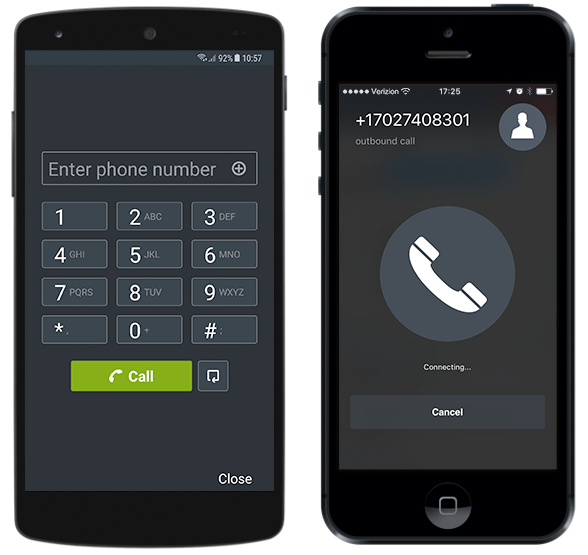 92% 10:57
Enter phone number
1 2 ABC 3 DEF
4 GHI 5 JKL 6 MNO
7 PQRS 8 TUV 9 WXYZ
* , 0 + # ;
Call
Close
Verizion 17:25
+17027408301
outbound call
Connecting...
Cancel